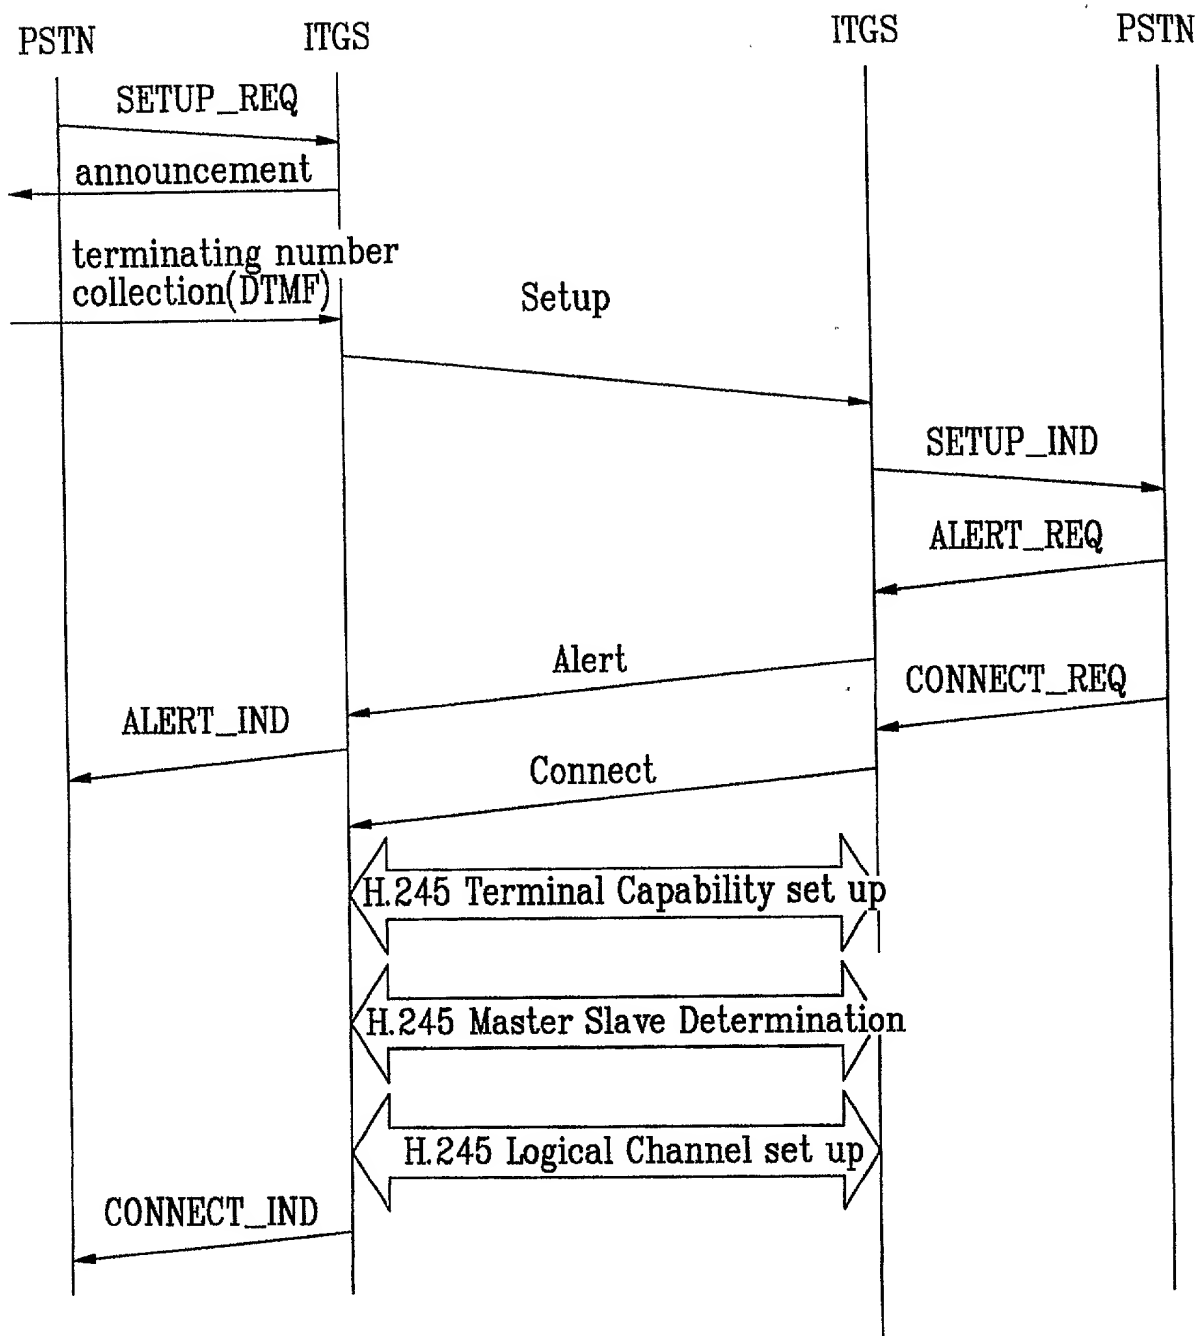 PSTN
ITGS
ITGS
PSTN
SETUP_REQ
announcement
terminating number
collection(DTMF)
Setup
SETUP_IND
ALERT_REQ
Alert
CONNECT_REQ
ALERT_IND
Connect
H.245 Terminal Capability set up
H.245 Master Slave Determination
H.245 Logical Channel set up
CONNECT_IND